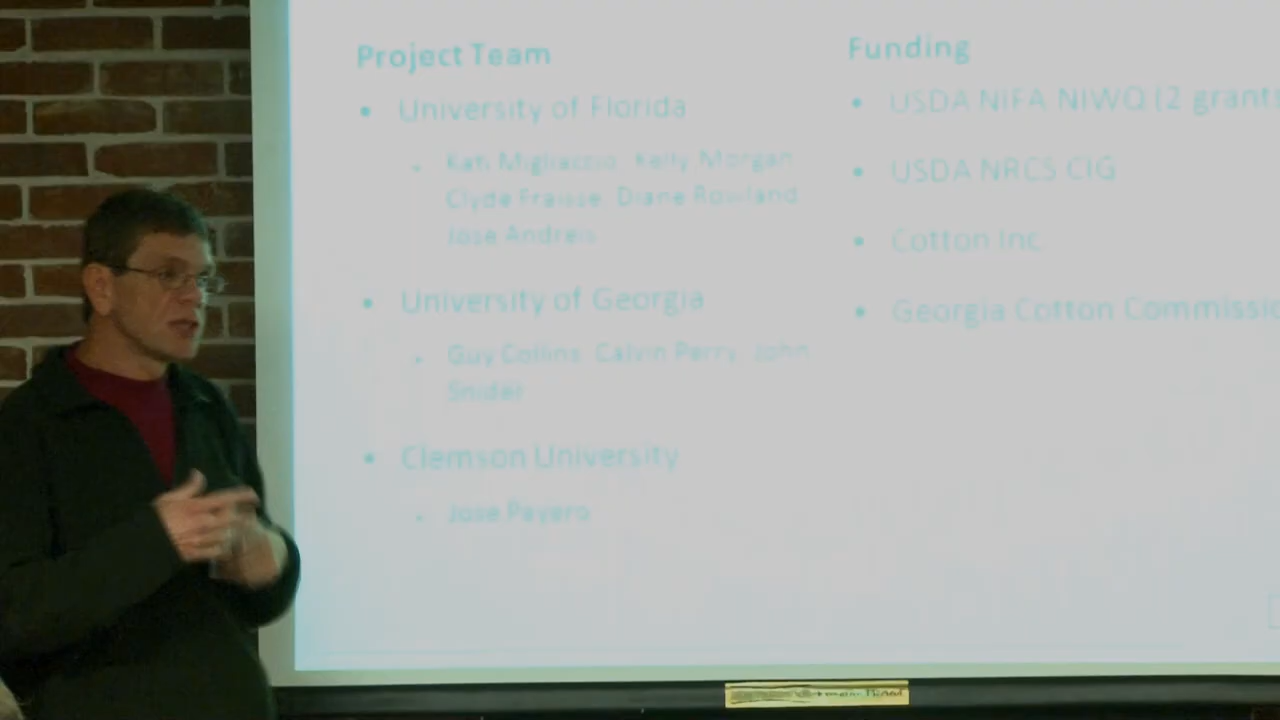 Project Team
• University of Florida
• Kati Migliaccio Kelly Morgan
Clyde Fraisse Diane Rowland
Jose Andreis
• University of Georgia
• Guy Collins Calvin Perry John
Snider
• Clemson University
• Jose Payero
Funding
• USDA NIFA NIWQ (2 grants
• USDA NRCS CIG
• Cotton Inc
• Georgia Cotton Commissio